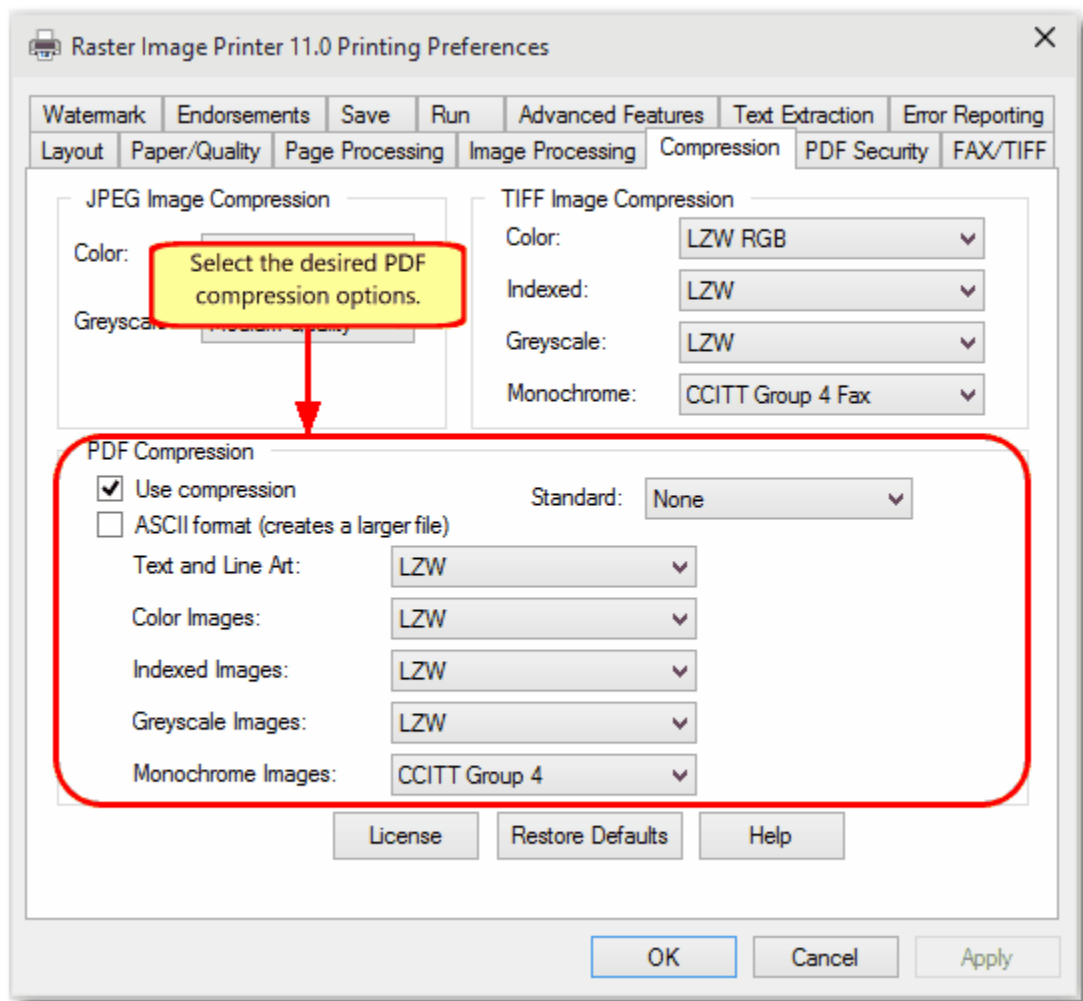 Raster Image Printer 11.0 Printing Preferences
Watermark Endorsements Save Run Advanced Features Text Extraction Error Reporting
Layout Paper/Quality Page Processing Image Processing Compression PDF Security FAX/TIFF
JPEG Image Compression
Color:
Select the desired PDF
compression options.
TIFF Image Compression
Color: LZW RGB
Indexed: LZW
Greyscale: LZW
Monochrome: CCITT Group 4 Fax
PDF Compression
Use compression
Standard: None
ASCII format (creates a larger file)
Text and Line Art: LZW
Color Images: LZW
Indexed Images: LZW
Greyscale Images: LZW
Monochrome Images: CCITT Group 4
License Restore Defaults Help
OK Cancel Apply